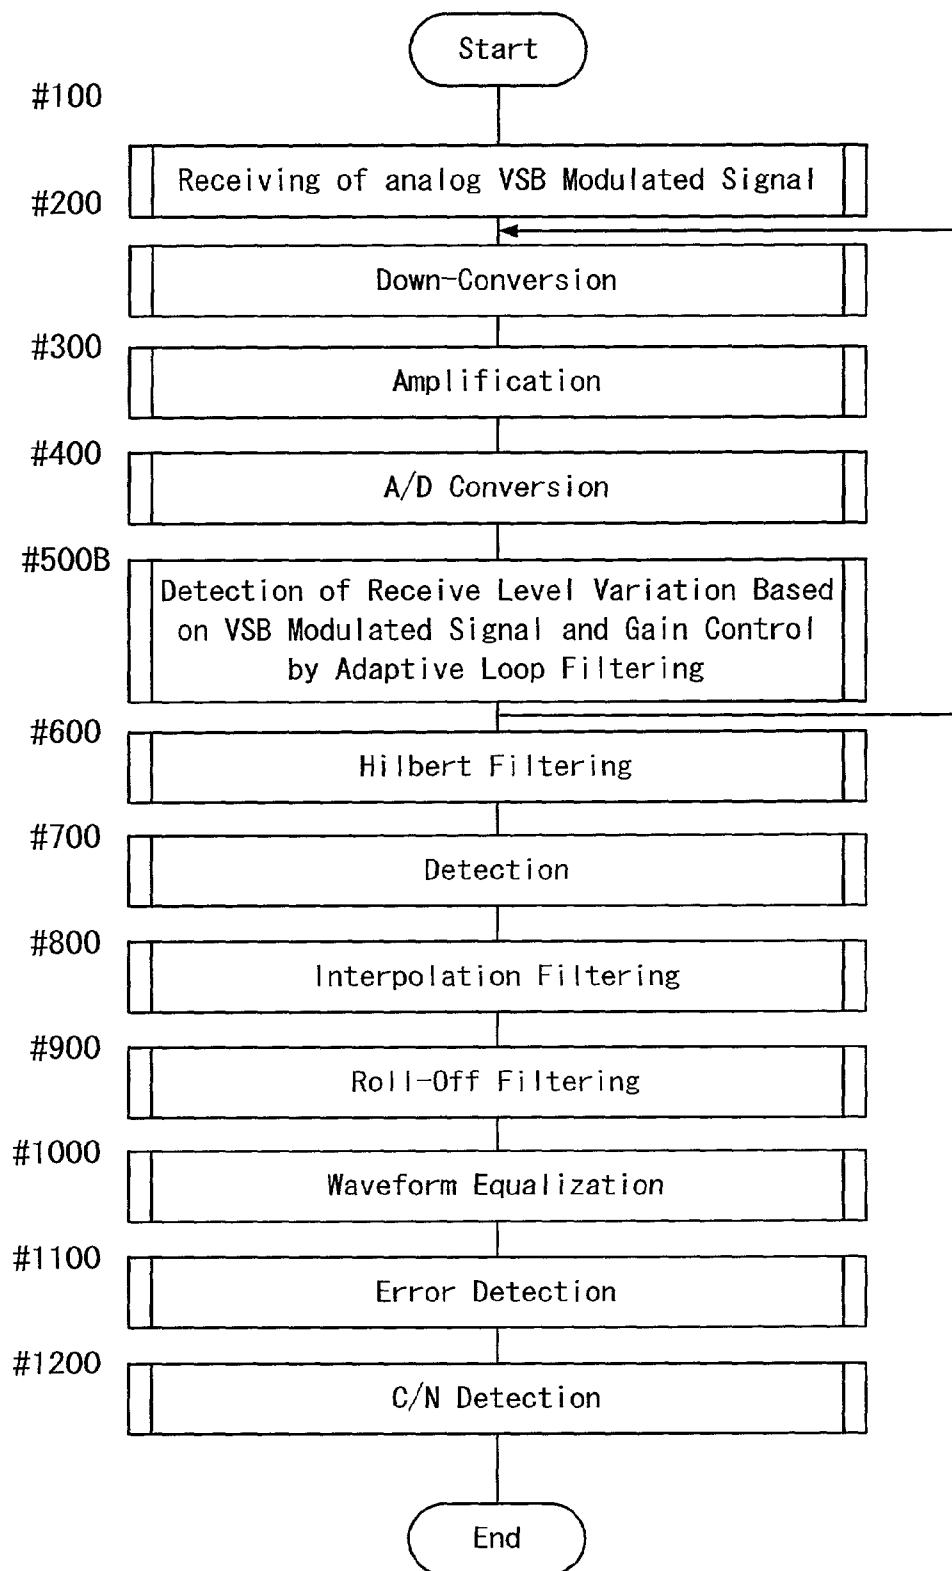 Start
#100
Receiving of analog VSB Modulated Signal
#200
Down-Conversion
#300
Amplification
#400
A/D Conversion
#500B
Detection of Receive Level Variation Based
on VSB Modulated Signal and Gain Control
by Adaptive Loop Filtering
#600
Hilbert Filtering
#700
Detection
#800
Interpolation Filtering
#900
Roll-Off Filtering
#1000
Waveform Equalization
#1100
Error Detection
#1200
C/N Detection
End